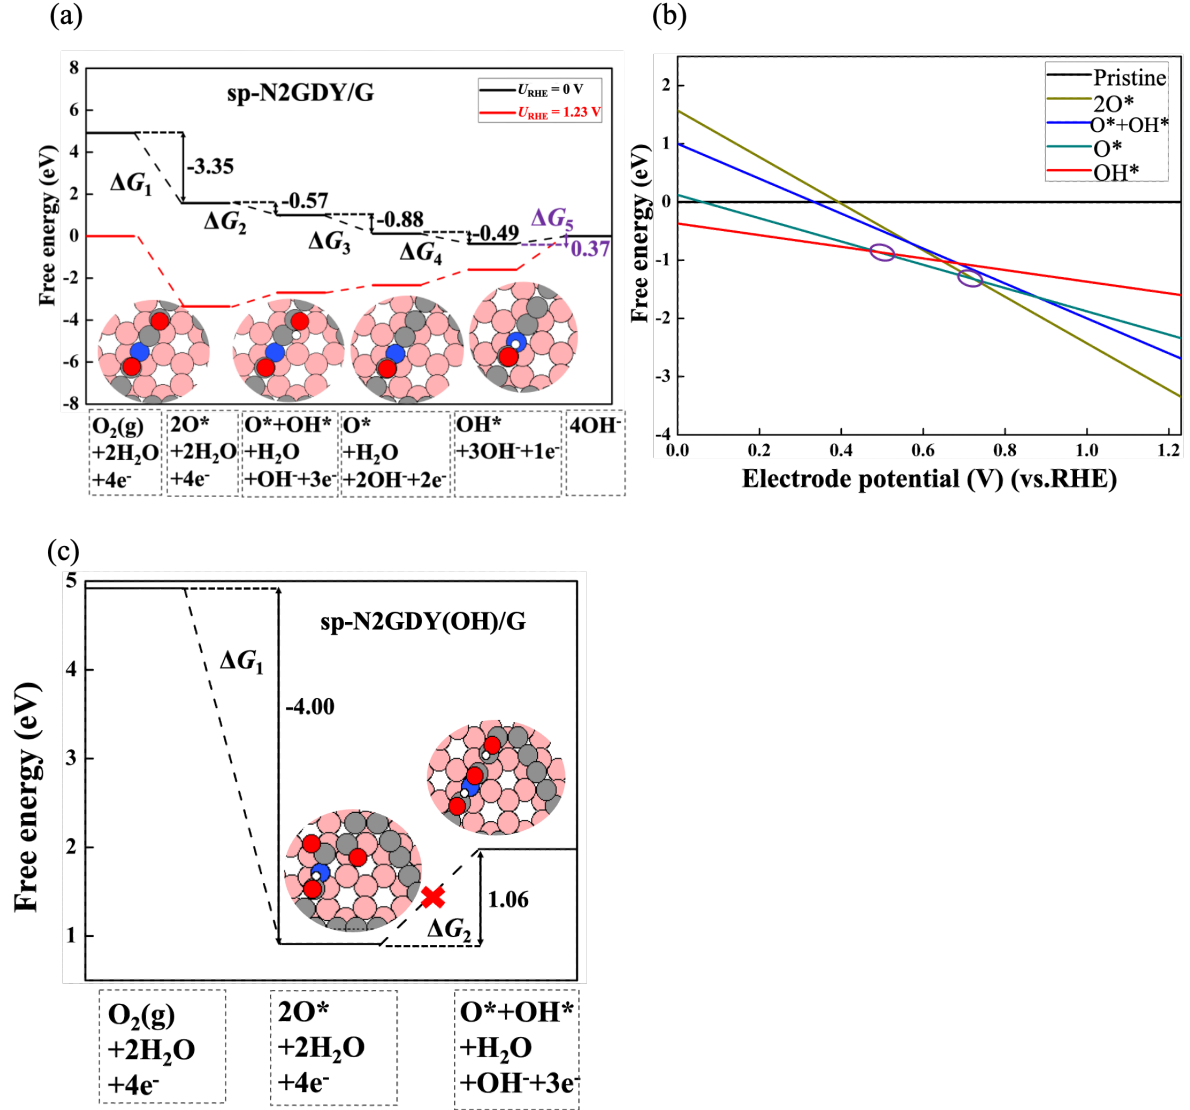 (a)
sp-N2GDY/G
U_RHE = 0 V
U_RHE = 1.23 V
Free energy (eV)
8
6
4
2
0
-2
-4
-6
-8
ΔG₁
-3.35
ΔG₂
-0.57
ΔG₃
-0.88
ΔG₄
-0.49
ΔG₅
0.37
O₂(g)
+2H₂O
+4e⁻
2O*
+2H₂O
+4e⁻
O*+OH*
+H₂O
+OH⁻+3e⁻
O*
+H₂O
+2OH⁻+2e⁻
OH*
+3OH⁻+1e⁻
4OH⁻
(b)
Pristine
2O*
O*+OH*
O*
OH*
Free energy (eV)
2
1
0
-1
-2
-3
-4
0.0 0.2 0.4 0.6 0.8 1.0 1.2
Electrode potential (V) (vs.RHE)
(c)
sp-N2GDY(OH)/G
Free energy (eV)
5
4
3
2
1
ΔG₁
-4.00
ΔG₂
1.06
O₂(g)
+2H₂O
+4e⁻
2O*
+2H₂O
+4e⁻
O*+OH*
+H₂O
+OH⁻+3e⁻